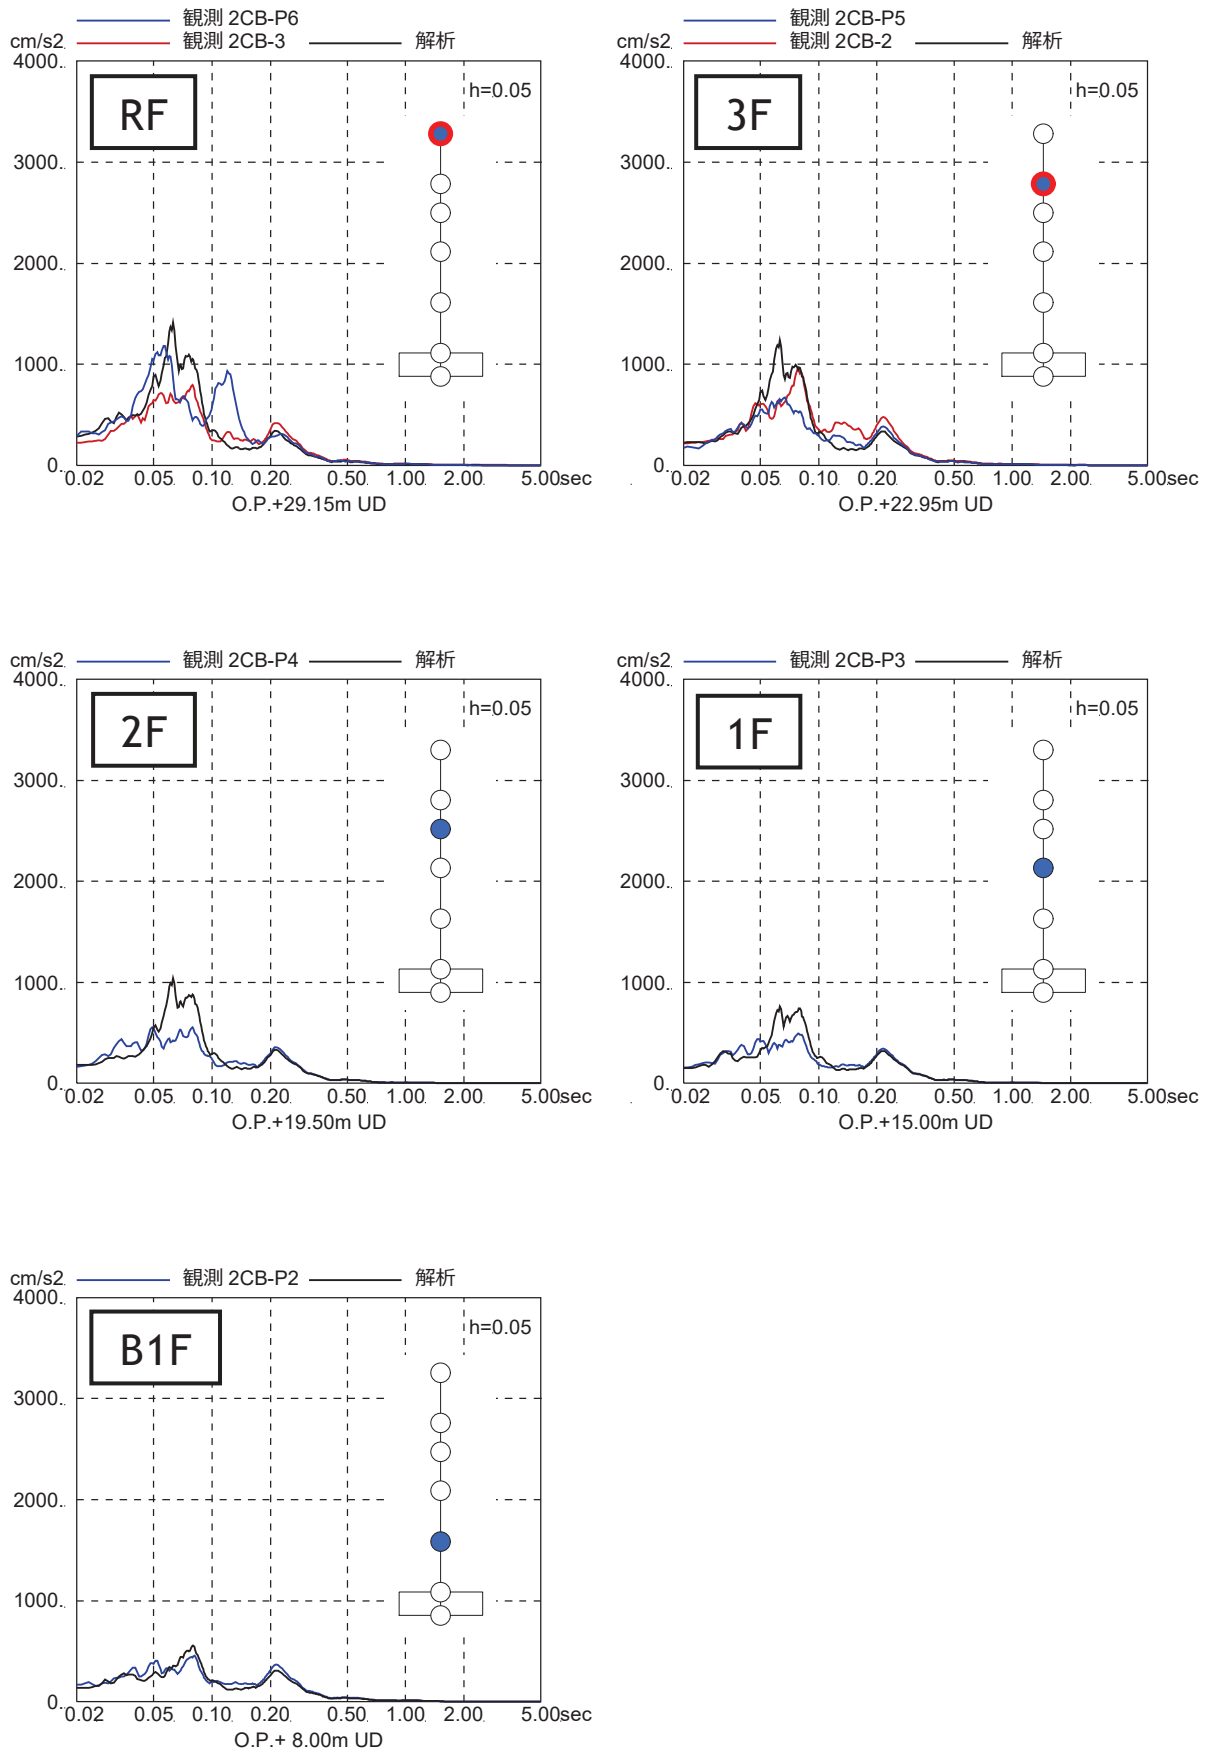 観測 2CB-P6
cm/s2 観測 2CB-3 解析
4000.
RF
h=0.05
3000.
2000.
1000.
0.
0.02 0.05 0.10 0.20 0.50 1.00 2.00 5.00sec
O.P.+29.15m UD
観測 2CB-P5
cm/s2 観測 2CB-2 解析
4000.
3F
h=0.05
3000.
2000.
1000.
0.
0.02 0.05 0.10 0.20 0.50 1.00 2.00 5.00sec
O.P.+22.95m UD
cm/s2 観測 2CB-P4 解析
4000.
2F
h=0.05
3000.
2000.
1000.
0.
0.02 0.05 0.10 0.20 0.50 1.00 2.00 5.00sec
O.P.+19.50m UD
cm/s2 観測 2CB-P3 解析
4000.
1F
h=0.05
3000.
2000.
1000.
0.
0.02 0.05 0.10 0.20 0.50 1.00 2.00 5.00sec
O.P.+15.00m UD
cm/s2 観測 2CB-P2 解析
4000.
B1F
h=0.05
3000.
2000.
1000.
0.
0.02 0.05 0.10 0.20 0.50 1.00 2.00 5.00sec
O.P.+ 8.00m UD